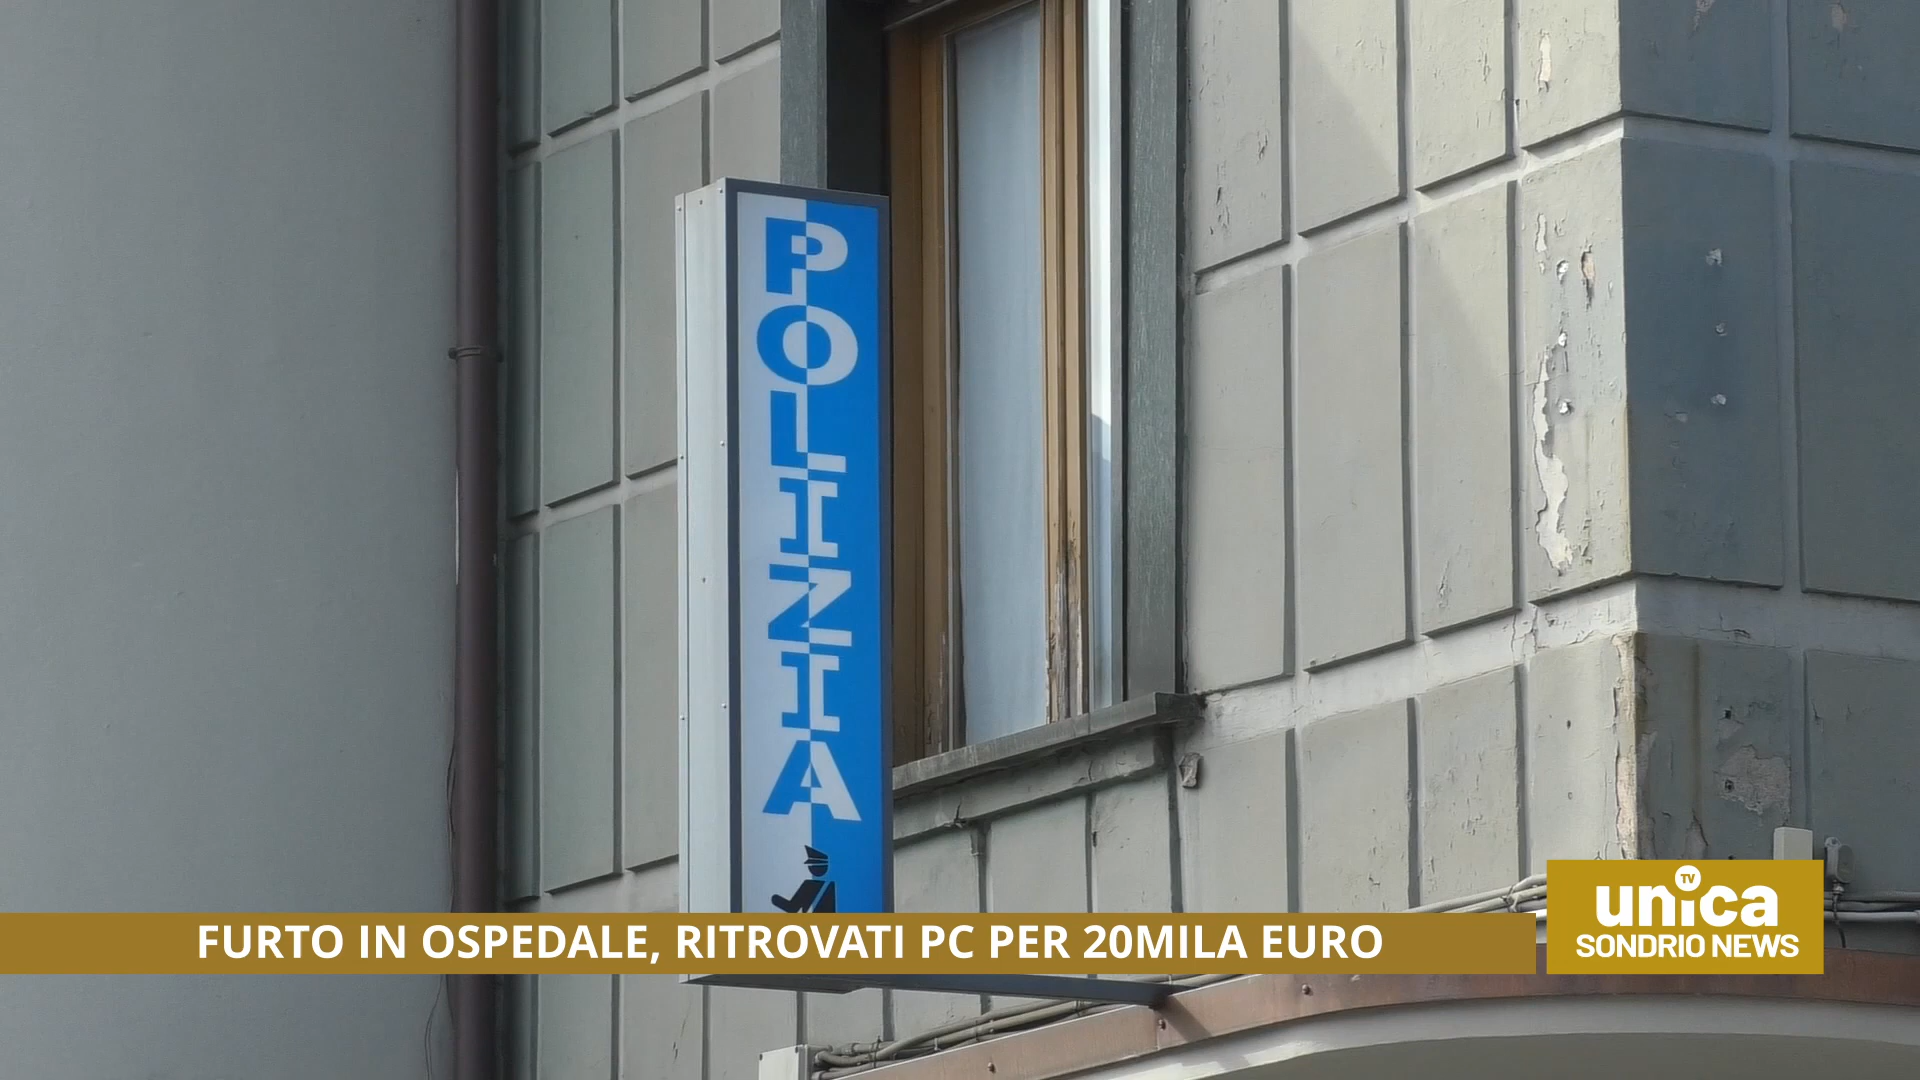 POLIZIA
FURTO IN OSPEDALE, RITROVATI PC PER 20MILA EURO
TV
unica
SONDRIO NEWS